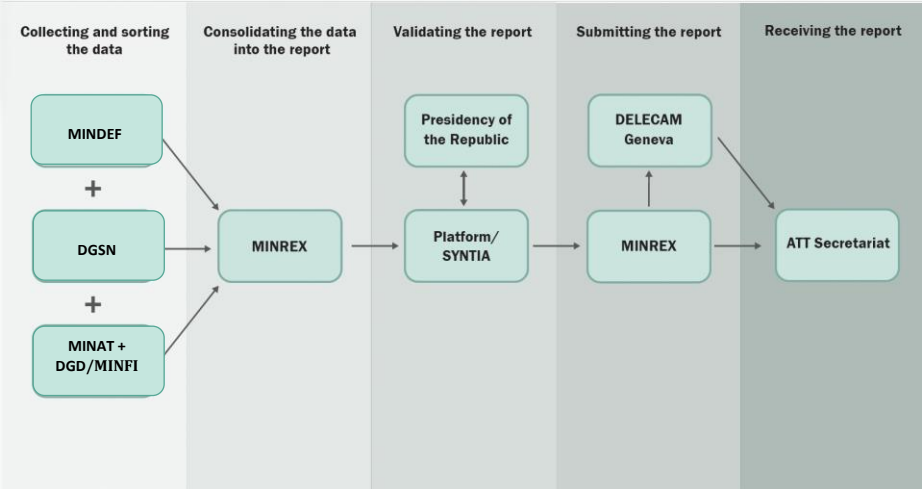 Collecting and sorting
the data
Consolidating the data
into the report
Validating the report
Submitting the report
Receiving the report
MINDEF
+
DGSN
+
MINAT +
DGD/MINFI
MINREX
Presidency of
the Republic
Platform/
SYNTIA
DELECAM
Geneva
MINREX
ATT Secretariat